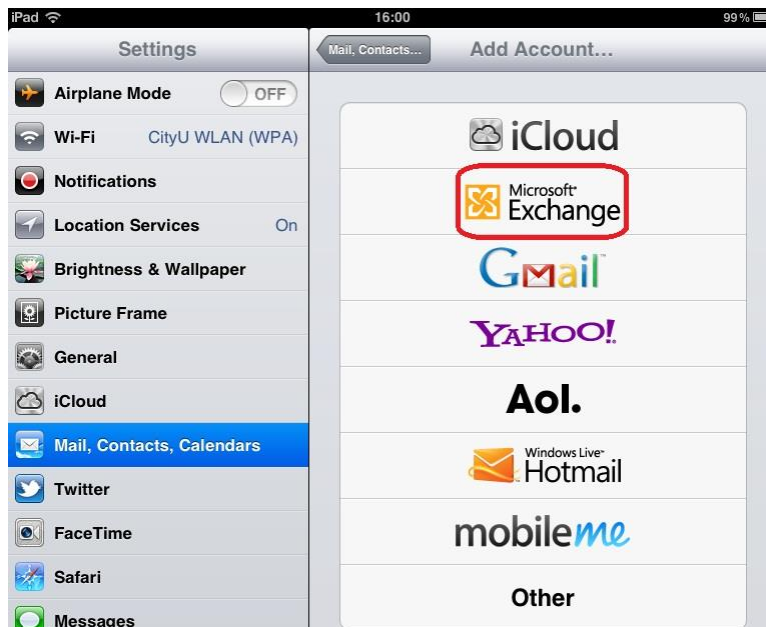 iPad 16:00 99%
Settings
Mail, Contacts... Add Account...
Airplane Mode OFF
Wi-Fi CityU WLAN (WPA)
Notifications
Location Services On
Brightness & Wallpaper
Picture Frame
General
iCloud
Mail, Contacts, Calendars
Twitter
FaceTime
Safari
Messages
iCloud
Microsoft
Exchange
Gmail
YAHOO!
Aol.
Windows Live
Hotmail
mobileme
Other